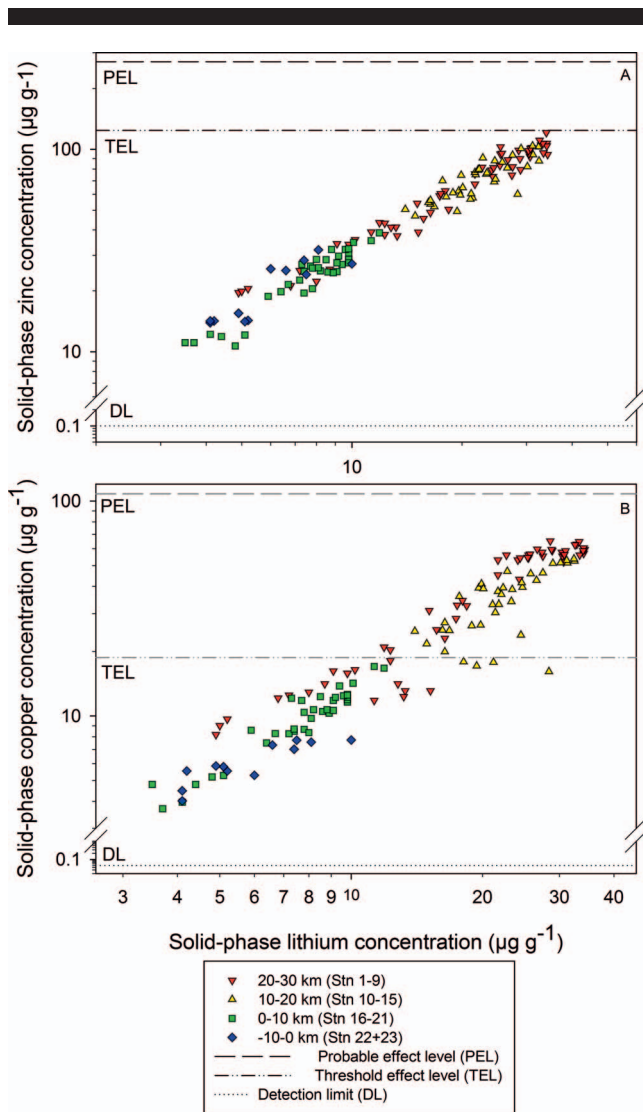 Solid-phase zinc concentration (µg g-1)
PEL
A
TEL
100
10
DL
0.1
10
Solid-phase copper concentration (µg g⁻¹)
100
PEL
B
TEL
10
DL
0.1
3 4 5 6 7 8 9 10 20 30 40
Solid-phase lithium concentration (µg g⁻¹)
20-30 km (Stn 1-9)
10-20 km (Stn 10-15)
0-10 km (Stn 16-21)
-10-0 km (Stn 22+23)
Probable effect level (PEL)
Threshold effect level (TEL)
Detection limit (DL)